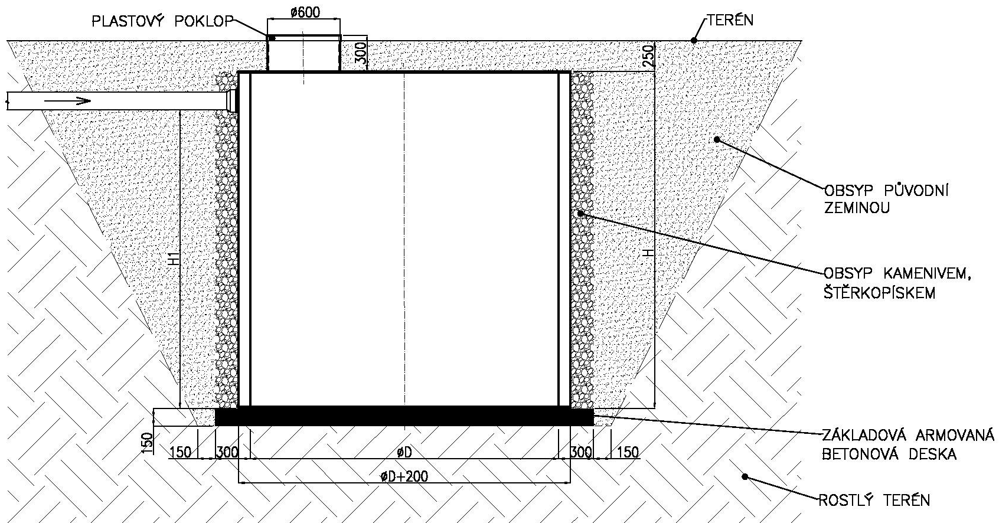 ø600
PLASTOVÝ POKLOP
TERÉN
300
250
OBSYP PŮVODNÍ
ZEMINOU
H1
H
OBSYP KAMENIVEM,
ŠTĚRKOPÍSKEM
150
ZÁKLADOVÁ ARMOVANÁ
BETONOVÁ DESKA
150
300
øD
300
150
øD+200
ROSTLÝ TERÉN